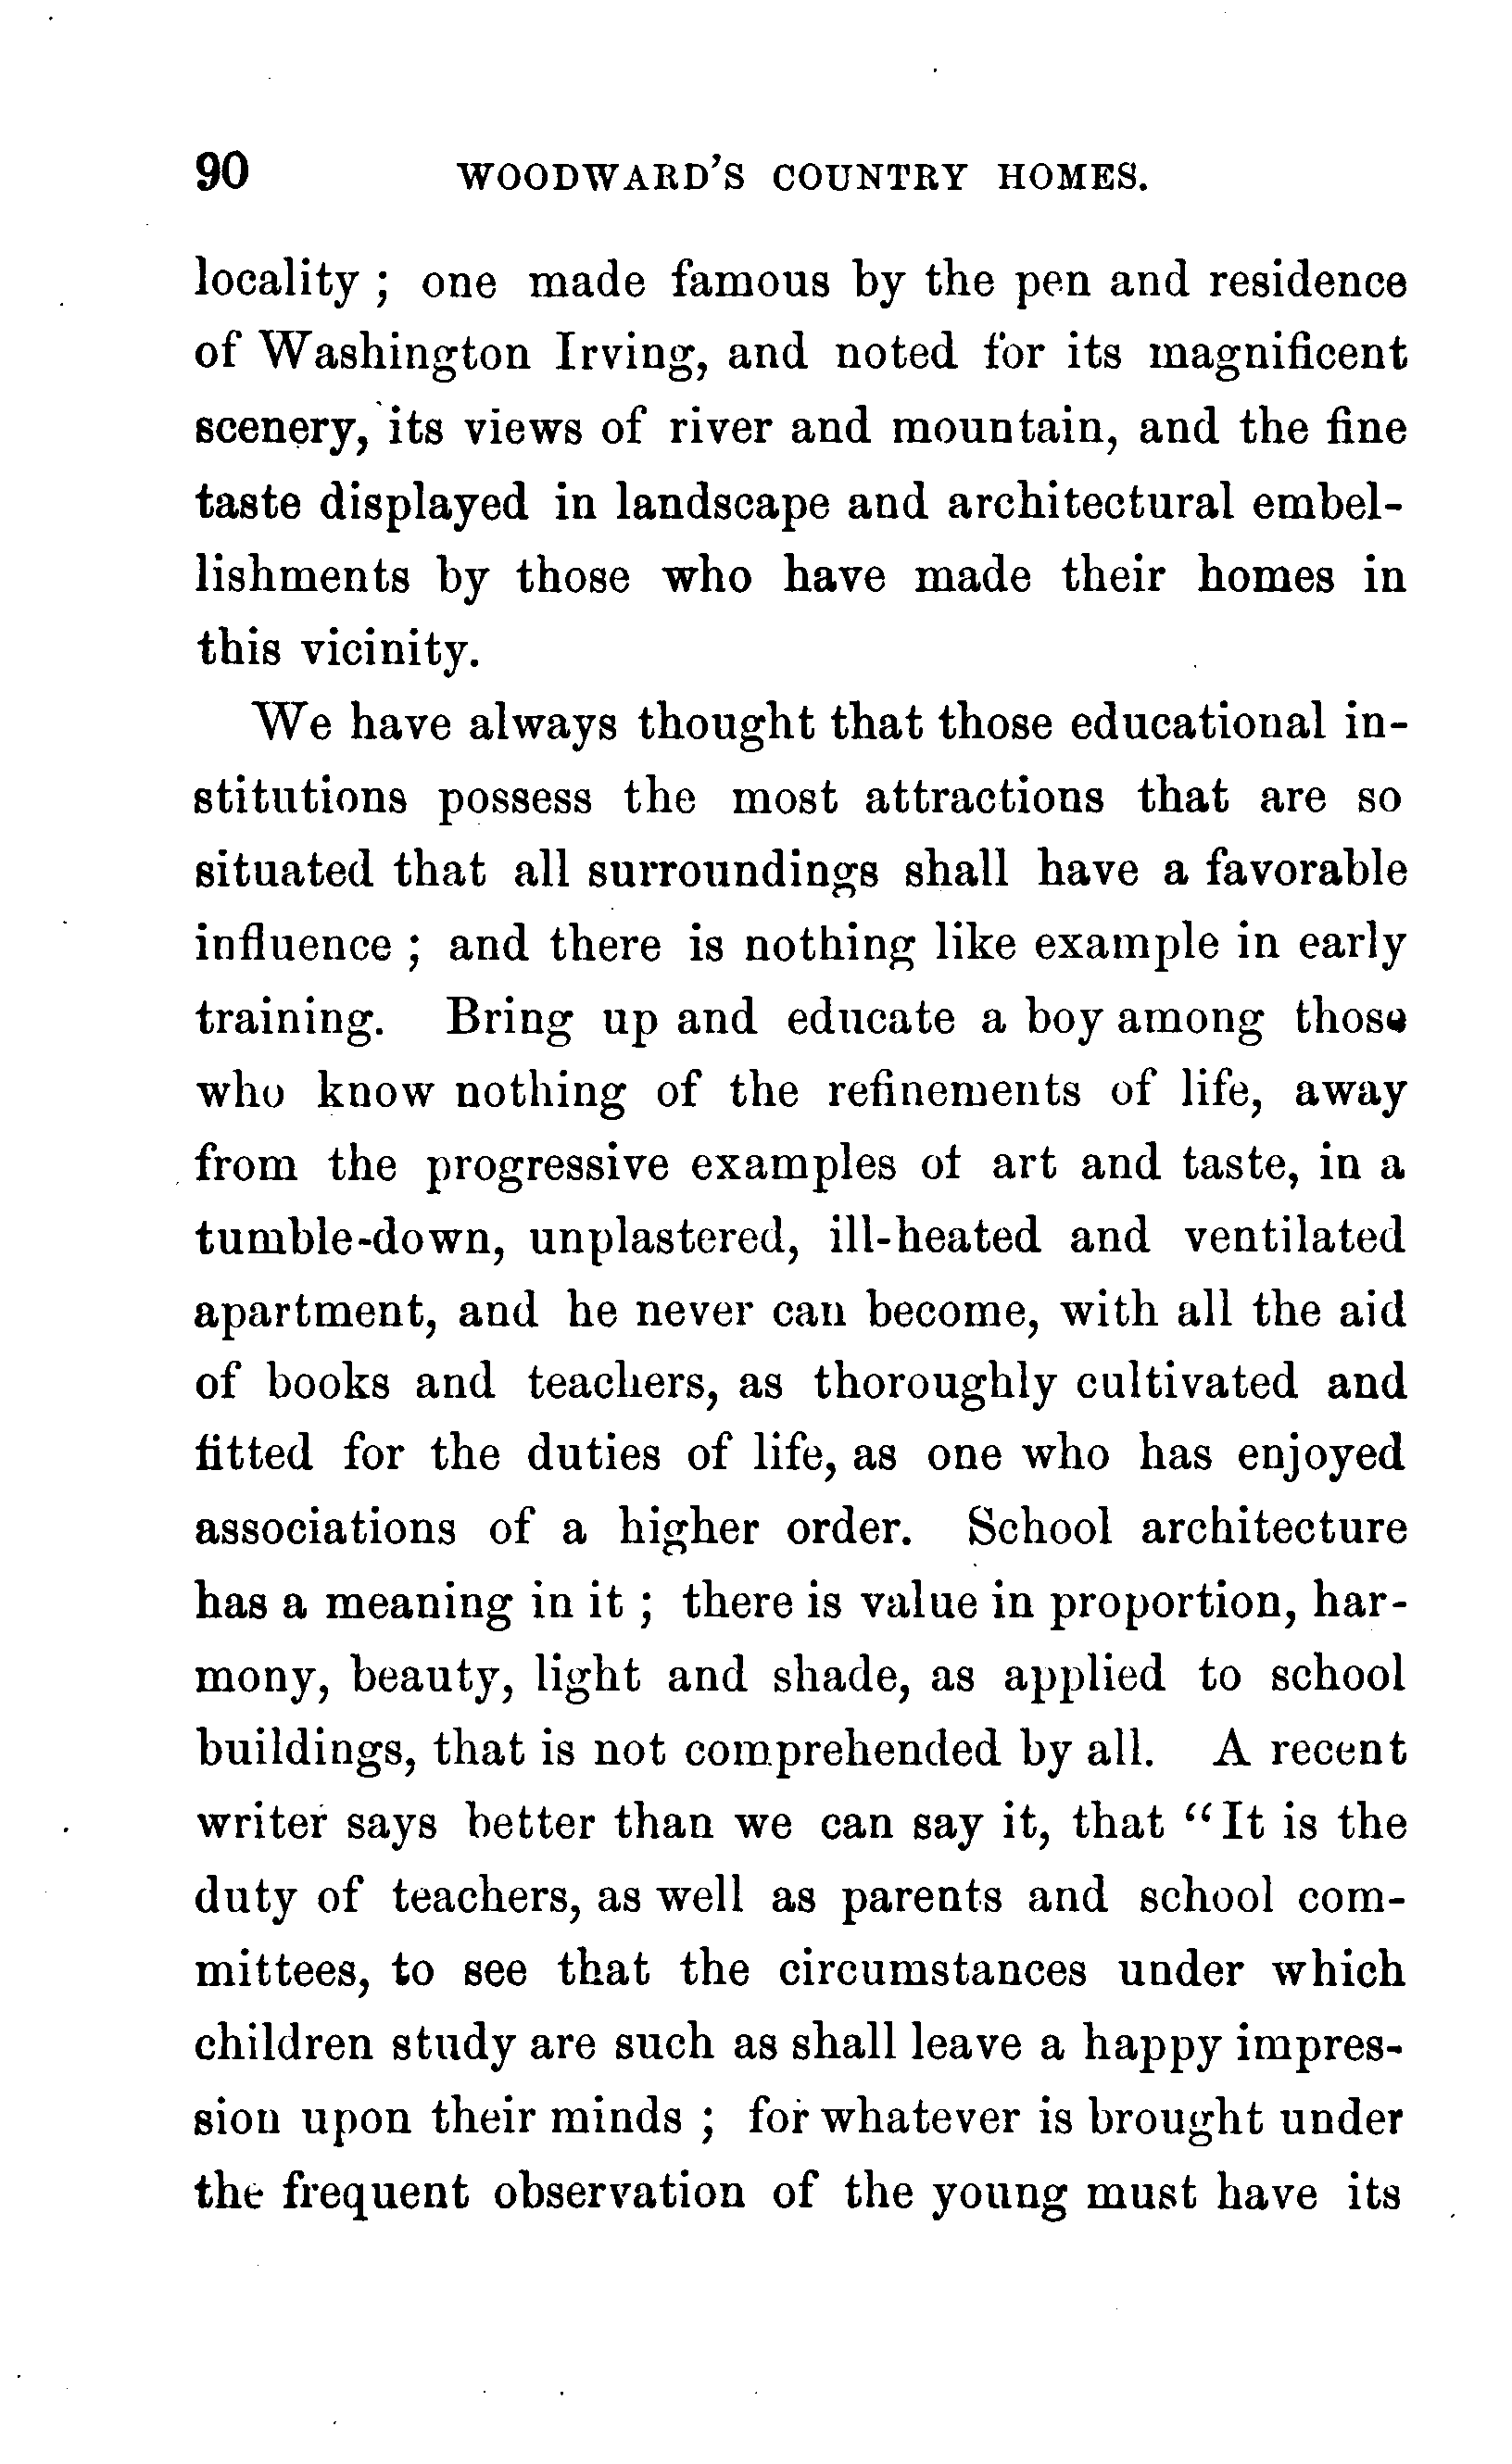 90 WOODWARD'S COUNTRY HOMES.
locality ; one made famous by the pen and residence
of Washington Irving, and noted for its magnificent
scenery, its views of river and mountain, and the fine
taste displayed in landscape and architectural embel-
lishments by those who have made their homes in
this vicinity.
We have always thought that those educational in-
stitutions possess the most attractions that are so
situated that all surroundings shall have a favorable
influence ; and there is nothing like example in early
training. Bring up and educate a boy among those
who know nothing of the refinements of life, away
from the progressive examples of art and taste, in a
tumble-down, unplastered, ill-heated and ventilated
apartment, and he never can become, with all the aid
of books and teachers, as thoroughly cultivated and
fitted for the duties of life, as one who has enjoyed
associations of a higher order. School architecture
has a meaning in it ; there is value in proportion, har-
mony, beauty, light and shade, as applied to school
buildings, that is not comprehended by all. A recent
writer says better than we can say it, that "It is the
duty of teachers, as well as parents and school com-
mittees, to see that the circumstances under which
children study are such as shall leave a happy impres-
sion upon their minds ; for whatever is brought under
the frequent observation of the young must have its